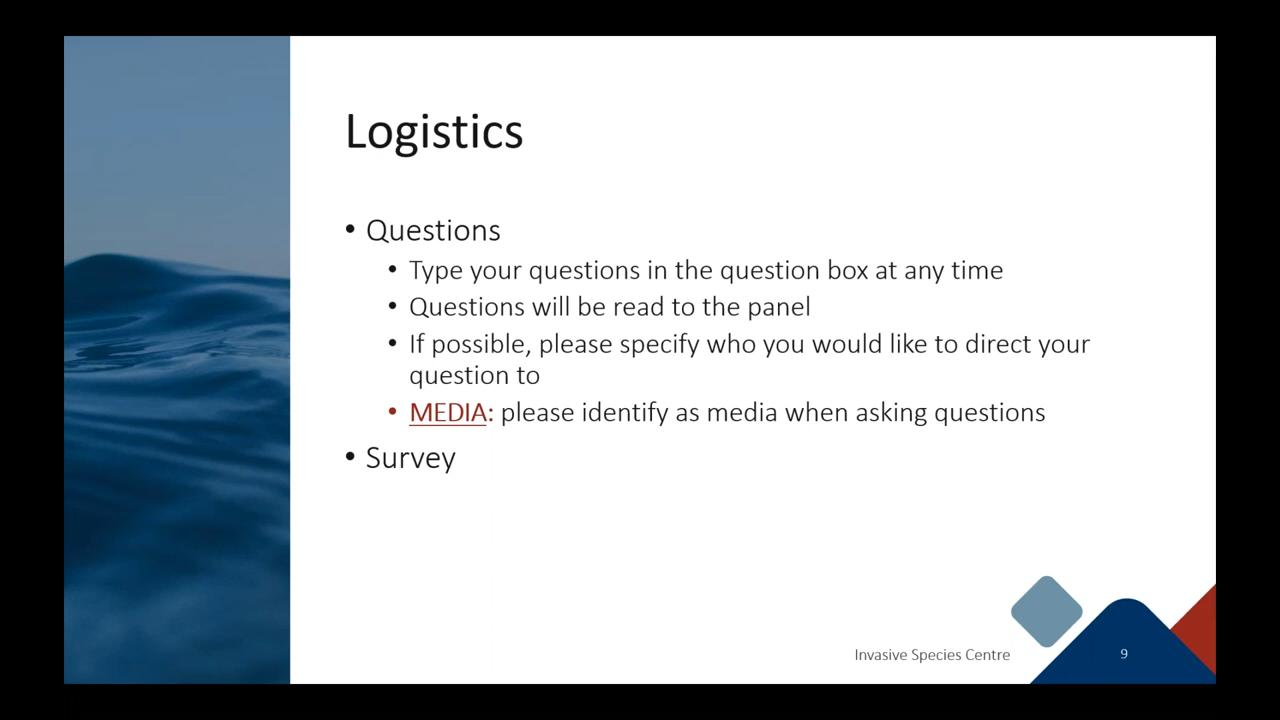 Logistics
• Questions
• Type your questions in the question box at any time
• Questions will be read to the panel
• If possible, please specify who you would like to direct your
question to
• MEDIA: please identify as media when asking questions
• Survey
Invasive Species Centre
9